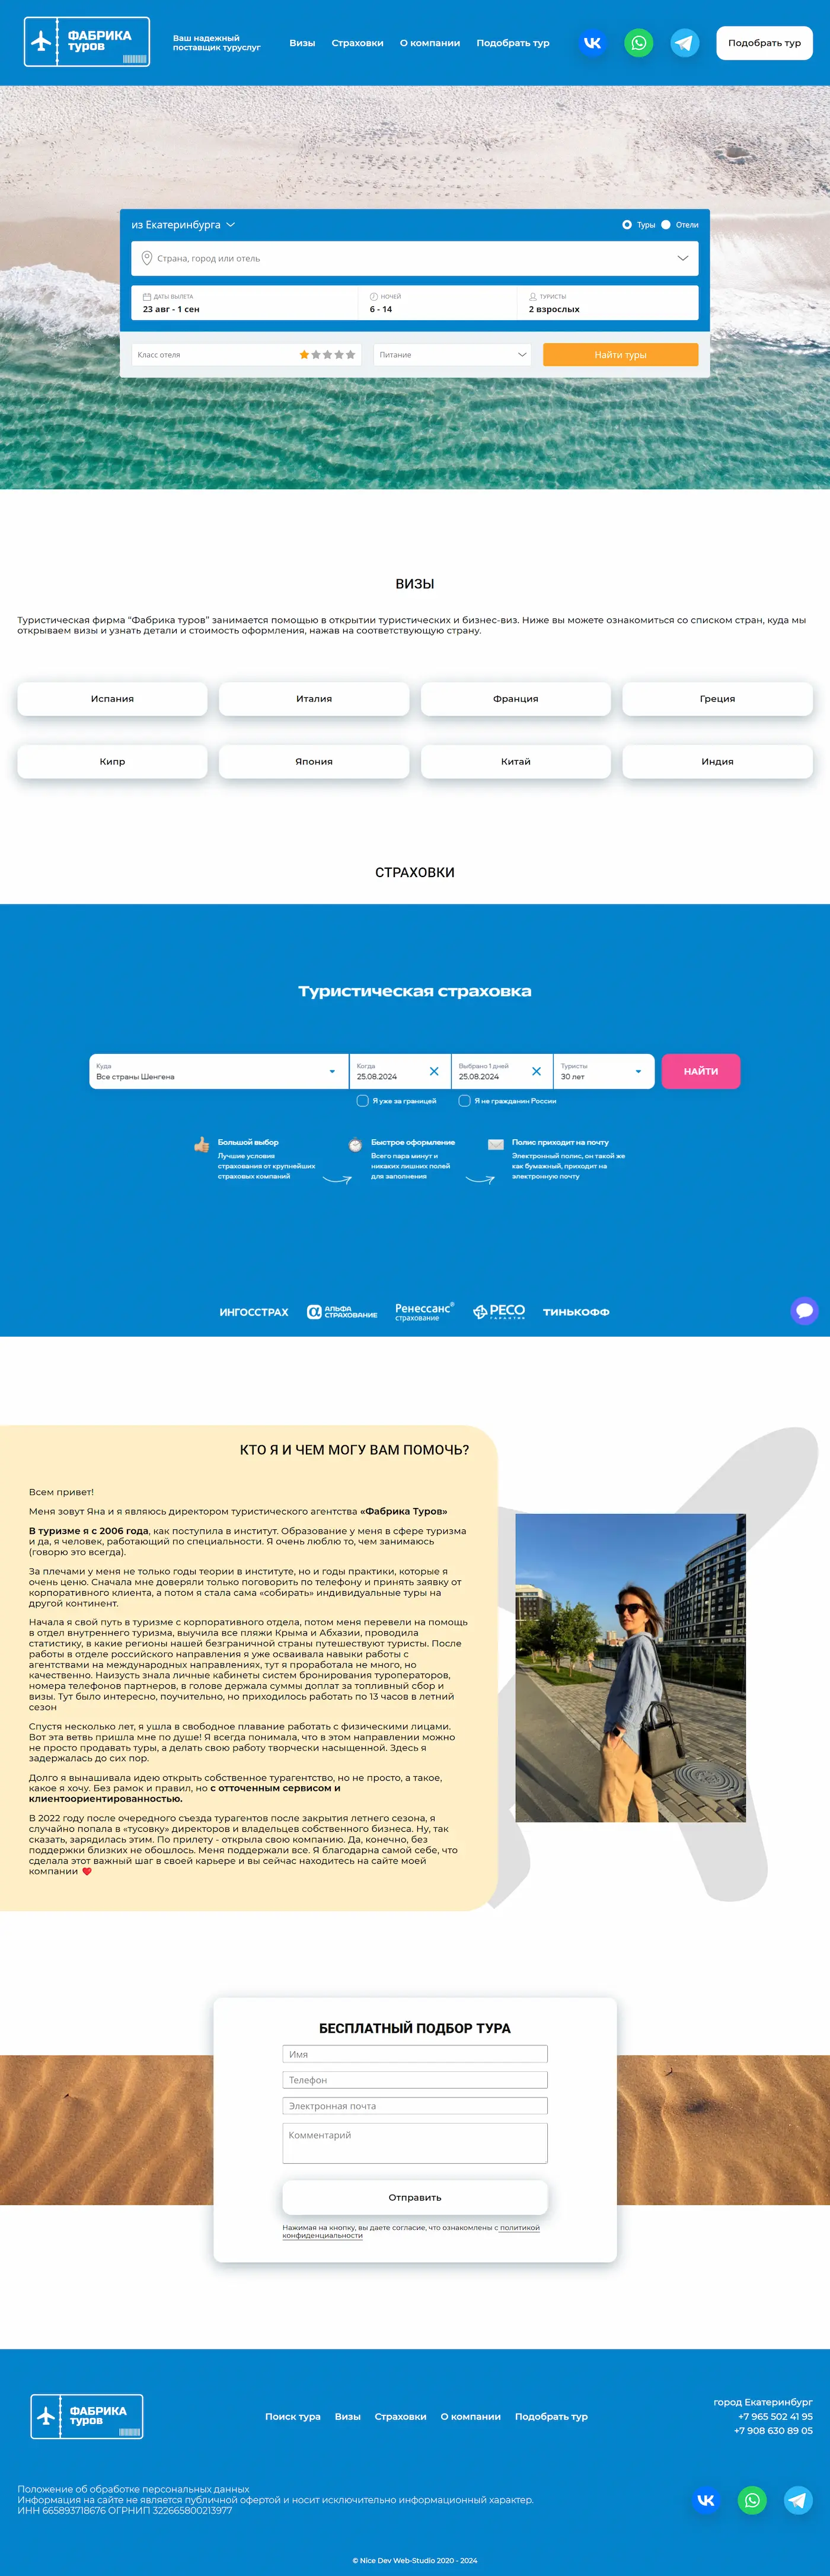 ФАБРИКА
туров
Ваш надежный
поставщик туруслуг
Визы
Страховки
О компании
Подобрать тур
Подобрать тур
из Екатеринбурга
Туры
Отели
Страна, город или отель
ДАТЫ ВЫЛЕТА
23 авг - 1 сен
НОЧЕЙ
6 - 14
ТУРИСТЫ
2 взрослых
Класс отеля
Питание
Найти туры
ВИЗЫ
Туристическая фирма “Фабрика туров” занимается помощью в открытии туристических и бизнес-виз. Ниже вы можете ознакомиться со списком стран, куда мы
открываем визы и узнать детали и стоимость оформления, нажав на соответствующую страну.
Испания
Италия
Франция
Греция
Кипр
Япония
Китай
Индия
СТРАХОВКИ
Туристическая страховка
Куда
Все страны Шенгена
Когда
25.08.2024
Выбрано 1 дней
25.08.2024
Туристы
30 лет
НАЙТИ
Я уже за границей
Я не гражданин России
Большой выбор
Лучшие условия
страхования от крупнейших
страховых компаний
Быстрое оформление
Всего пара минут и
никаких лишних полей
для заполнения
Полис приходит на почту
Электронный полис, он такой же
как бумажный, приходит на
электронную почту
ИНГОССТРАХ
АЛЬФА
СТРАХОВАНИЕ
Ренессанс®
страхование
РЕСО
ГАРАНТИЯ
ТИНЬКОФФ
КТО Я И ЧЕМ МОГУ ВАМ ПОМОЧЬ?
Всем привет!
Меня зовут Яна и я являюсь директором туристического агентства «Фабрика Туров»
В туризме я с 2006 года, как поступила в институт. Образование у меня в сфере туризма
и да, я человек, работающий по специальности. Я очень люблю то, чем занимаюсь
(говорю это всегда).
За плечами у меня не только годы теории в институте, но и годы практики, которые я
очень ценю. Сначала мне доверяли только поговорить по телефону и принять заявку от
корпоративного клиента, а потом я стала сама «собирать» индивидуальные туры на
другой континент.
Начала я свой путь в туризме с корпоративного отдела, потом меня перевели на помощь
в отдел внутреннего туризма, выучила все пляжи Крыма и Абхазии, проводила
статистику, в какие регионы нашей безграничной страны путешествуют туристы. После
работы в отделе российского направления я уже осваивала навыки работы с
агентствами на международных направлениях, тут я проработала не много, но
качественно. Наизусть знала личные кабинеты систем бронирования туроператоров,
номера телефонов партнеров, в голове держала суммы доплат за топливный сбор и
визы. Тут было интересно, поучительно, но приходилось работать по 13 часов в летний
сезон
Спустя несколько лет, я ушла в свободное плавание работать с физическими лицами.
Вот эта ветвь пришла мне по душе! Я всегда понимала, что в этом направлении можно
не просто продавать туры, а делать свою работу творчески насыщенной. Здесь я
задержалась до сих пор.
Долго я вынашивала идею открыть собственное турагентство, но не просто, а такое,
какое я хочу. Без рамок и правил, но с отточенным сервисом и
клиентоориентированностью.
В 2022 году после очередного съезда турагентов после закрытия летнего сезона, я
случайно попала в «тусовку» директоров и владельцев собственного бизнеса. Ну, так
сказать, зарядилась этим. По прилету - открыла свою компанию. Да, конечно, без
поддержки близких не обошлось. Меня поддержали все. Я благодарна самой себе, что
сделала этот важный шаг в своей карьере и вы сейчас находитесь на сайте моей
компании ❤️
БЕСПЛАТНЫЙ ПОДБОР ТУРА
Имя
Телефон
Электронная почта
Комментарий
Отправить
Нажимая на кнопку, вы даете согласие, что ознакомлены с политикой
конфиденциальности
ФАБРИКА
туров
Поиск тура
Визы
Страховки
О компании
Подобрать тур
город Екатеринбург
+7 965 502 41 95
+7 908 630 89 05
Положение об обработке персональных данных
Информация на сайте не является публичной офертой и носит исключительно информационный характер.
ИНН 665893718676 ОГРНИП 322665800213977
© Nice Dev Web-Studio 2020 - 2024